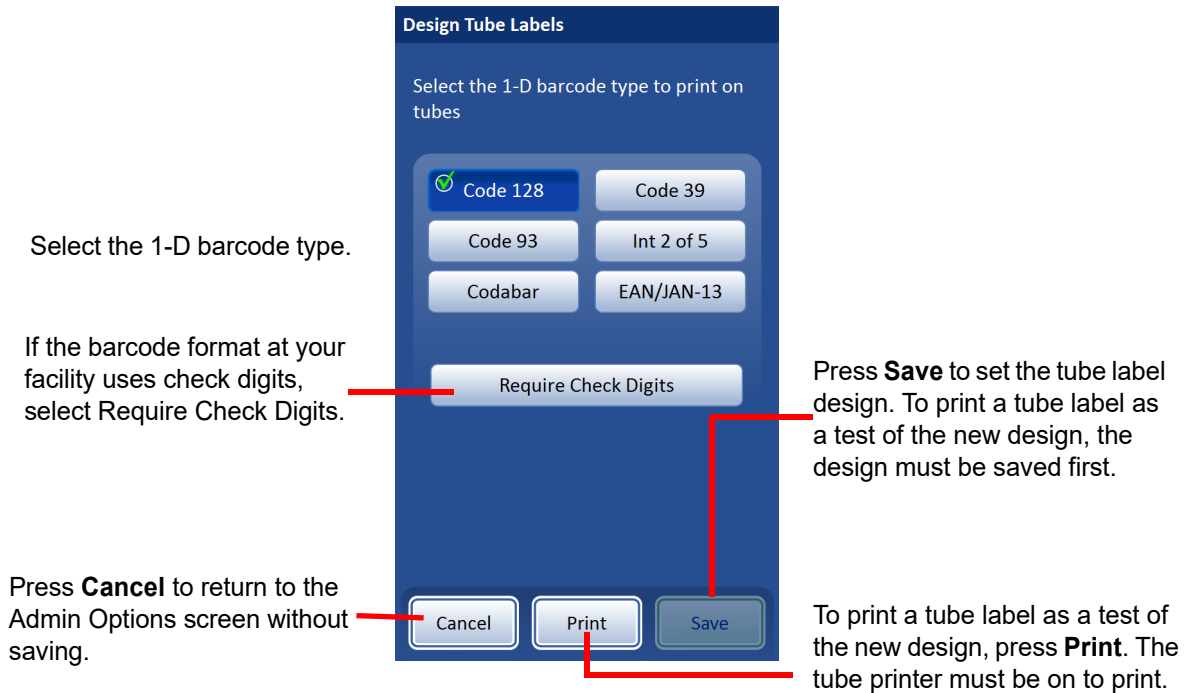 Design Tube Labels
Select the 1-D barcode type to print on
tubes
Code 128
Code 39
Code 93
Int 2 of 5
Codabar
EAN/JAN-13
Require Check Digits
Cancel
Print
Save
Select the 1-D barcode type.
If the barcode format at your
facility uses check digits,
select Require Check Digits.
Press Cancel to return to the
Admin Options screen without
saving.
Press Save to set the tube label
design. To print a tube label as
a test of the new design, the
design must be saved first.
To print a tube label as a test of
the new design, press Print. The
tube printer must be on to print.